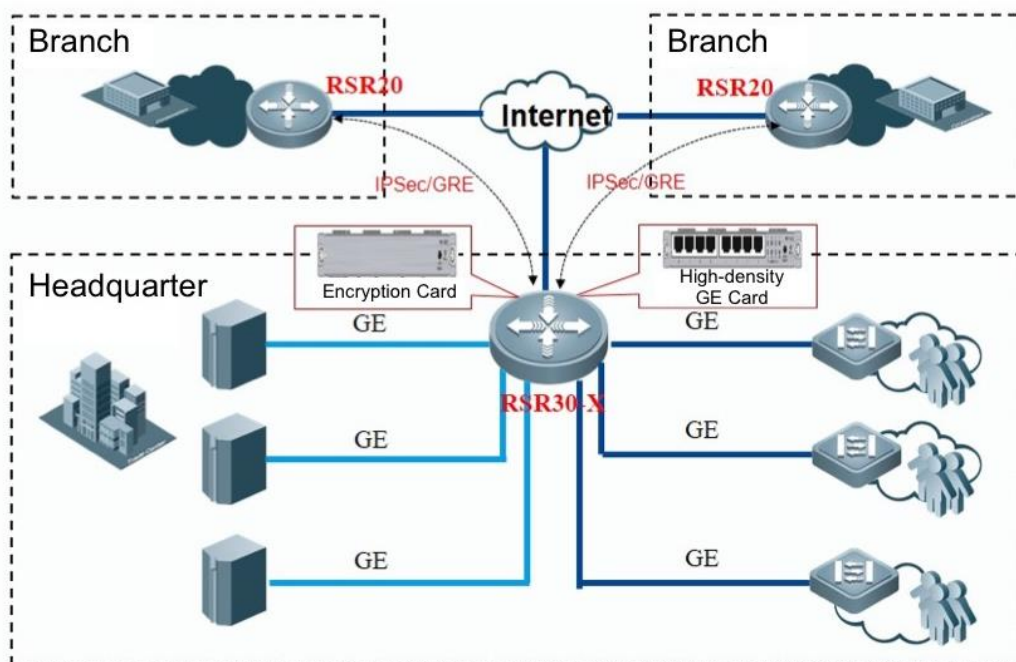 Branch
Branch
RSR20
RSR20
Internet
IPSec/GRE
IPSec/GRE
Headquarter
Encryption Card
High-density
GE Card
GE
GE
RSR30-X
GE
GE
GE
GE